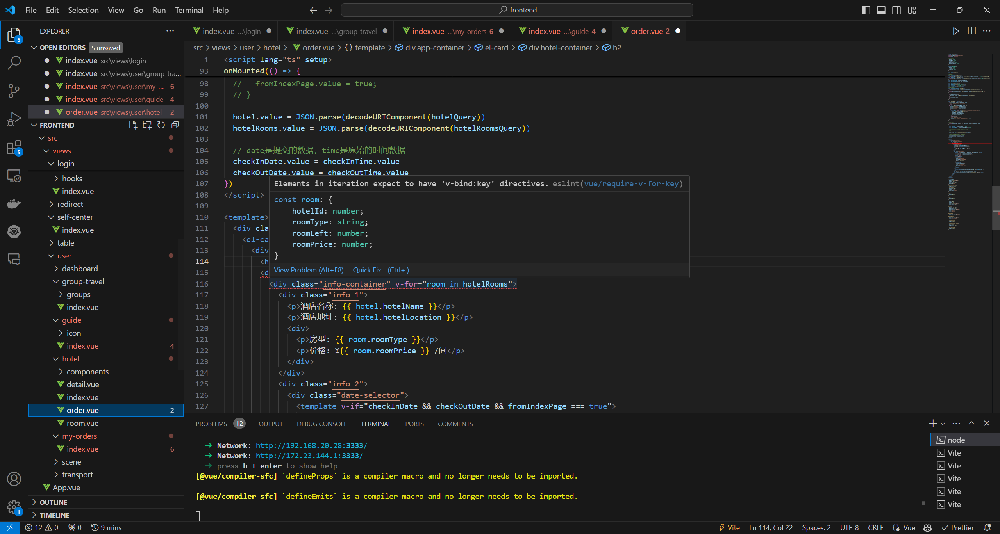 File Edit Selection View Go Run Terminal Help
frontend
EXPLORER
OPEN EDITORS 5 unsaved
index.vue src\views\login
index.vue src\views\user\group-tra...
index.vue src\views\user\my-... 6
index.vue src\views\user\guide 4
order.vue src\views\user\hotel 2
FRONTEND
src
views
login
hooks
index.vue
redirect
self-center
index.vue
table
user
dashboard
group-travel
groups
index.vue
guide
icon
index.vue 4
hotel
components
detail.vue
index.vue
order.vue 2
room.vue
my-orders
index.vue 6
scene
transport
App.vue
OUTLINE
TIMELINE
5
5
1
index.vue ...\login
index.vue ...\group-travel
index.vue ...\my-orders 6
index.vue ...\guide 4
order.vue 2
src > views > user > hotel > order.vue > {} template > div.app-container > el-card > div.hotel-container > h2
1 <script lang="ts" setup>
93 onMounted(() => {
98 //   fromIndexPage.value = true;
99 // }
100
101 hotel.value = JSON.parse(decodeURIComponent(hotelQuery))
102 hotelRooms.value = JSON.parse(decodeURIComponent(hotelRoomsQuery))
103
104 // date是提交的数据，time是原始的时间数据
105 checkInDate.value = checkInTime.value
106 checkOutDate.value = checkOutTime.value
107 })
108 </script>
109
110 <template>
111 <div cla
112 <el-ca
113 <div
114 <h
115 <d
Elements in iteration expect to have 'v-bind:key' directives. eslint(vue/require-v-for-key)
const room: {
hotelId: number;
roomType: string;
roomLeft: number;
roomPrice: number;
}
View Problem (Alt+F8) Quick Fix... (Ctrl+.)
116 <div class="info-container" v-for="room in hotelRooms">
117 <div class="info-1">
118 <p>酒店名称: {{ hotel.hotelName }}</p>
119 <p>酒店地址: {{ hotel.hotelLocation }}</p>
120 <div>
121 <p>房型: {{ room.roomType }}</p>
122 <p>价格: ¥{{ room.roomPrice }} /间</p>
123 </div>
124 </div>
125 <div class="info-2">
126 <div class="date-selector">
127 <template v-if="checkInDate && checkOutDate && fromIndexPage === true">
PROBLEMS 12 OUTPUT DEBUG CONSOLE TERMINAL PORTS COMMENTS
➜ Network: http://192.168.20.28:3333/
➜ Network: http://172.23.144.1:3333/
➜ press h + enter to show help
[@vue/compiler-sfc] `defineProps` is a compiler macro and no longer needs to be imported.
[@vue/compiler-sfc] `defineEmits` is a compiler macro and no longer needs to be imported.
node
Vite
Vite
Vite
Vite
Vite
12 0 0 9 mins
Vite Ln 114, Col 22 Spaces: 2 UTF-8 CRLF {} Vue Prettier